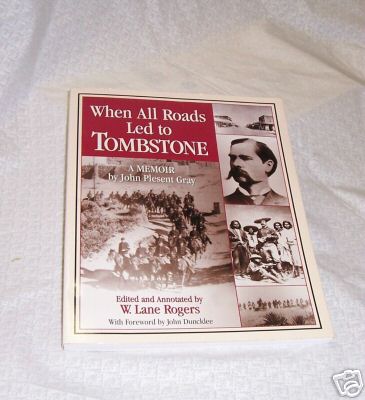 When All Roads
Led to
TOMBSTONE
A MEMOIR
by John Plesent Gray
Edited and Annotated by
W. Lane Rogers
With Foreword by John Duncklee